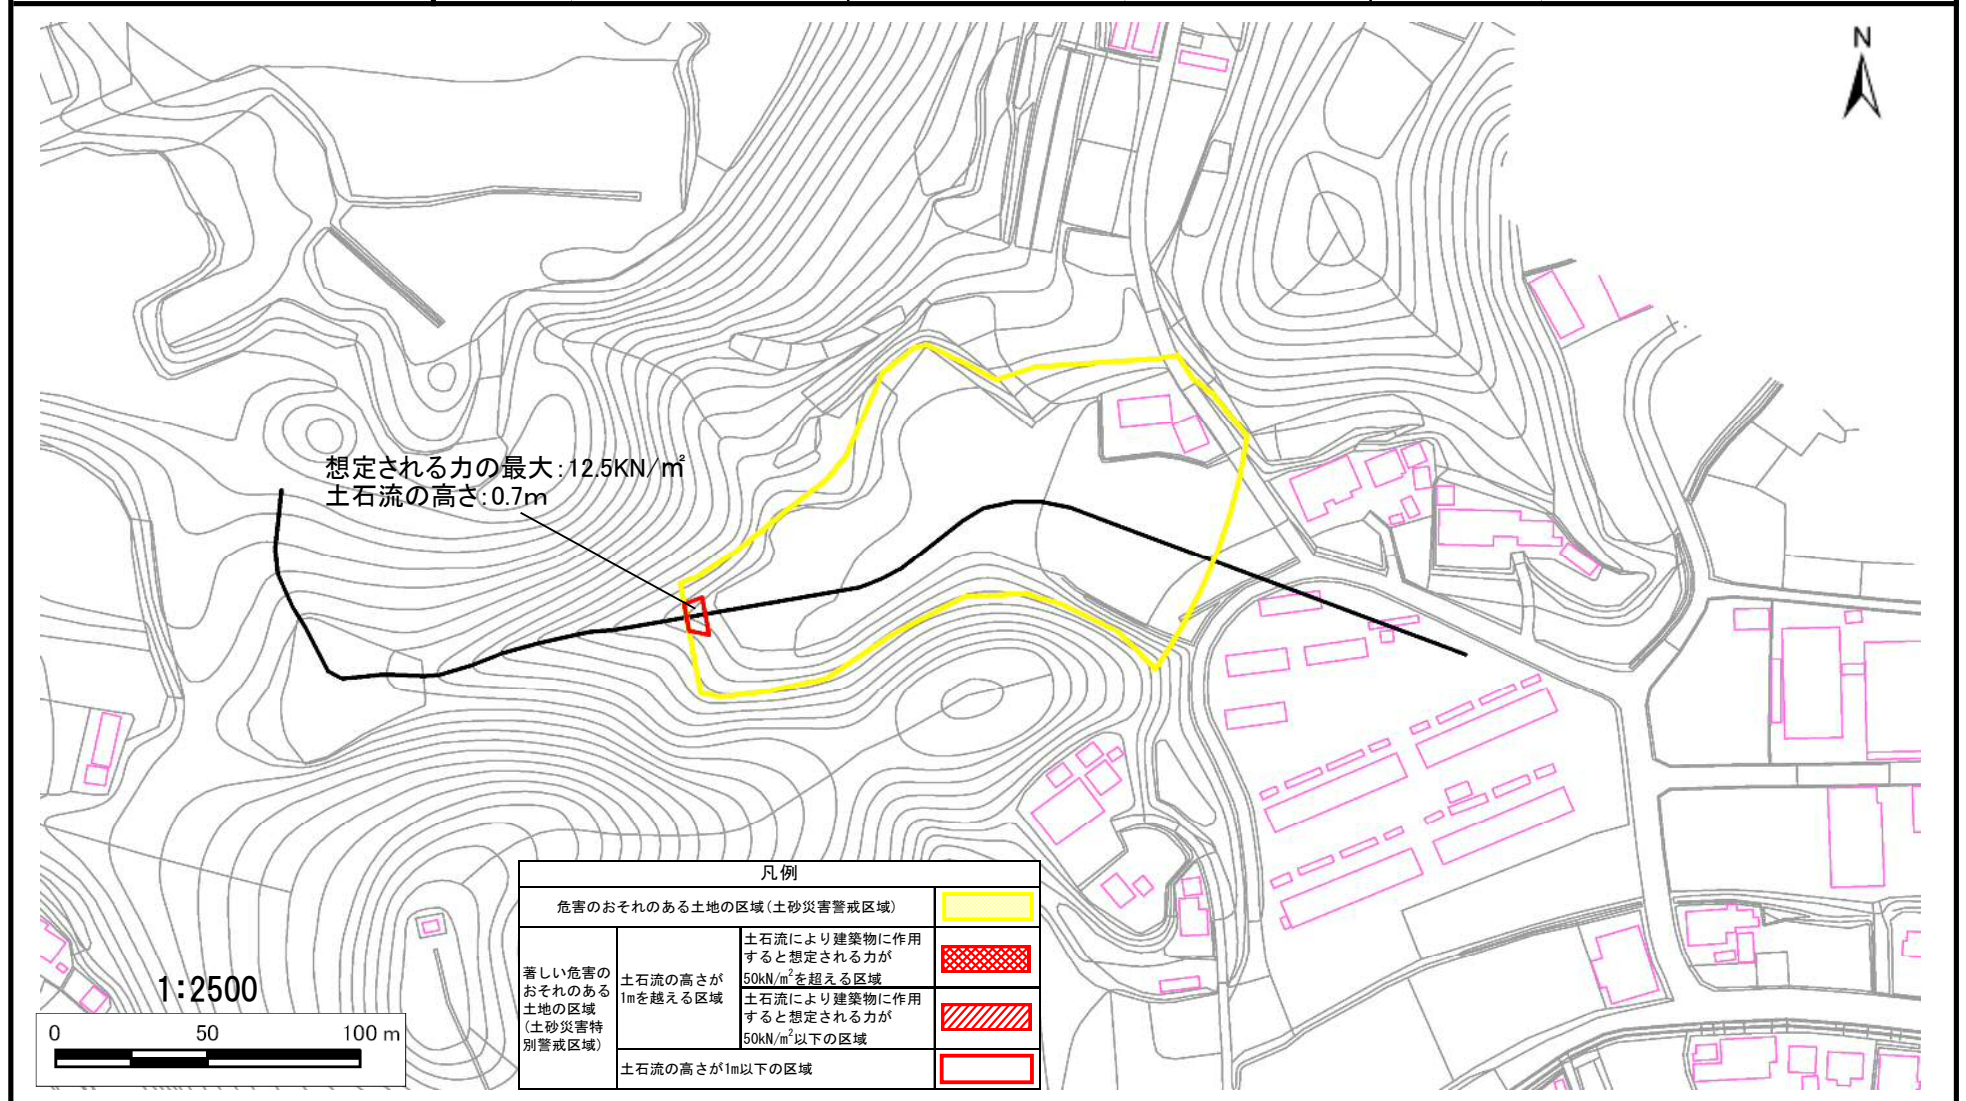 N
想定される力の最大:12.5KN/㎡
土石流の高さ:0.7m
1:2500
0 50 100 m
凡例
危害のおそれのある土地の区域(土砂災害警戒区域)
著しい危害の
おそれのある
土地の区域
(土砂災害特
別警戒区域)
土石流の高さが
1mを越える区域
土石流により建築物に作用
すると想定される力が
50kN/m²を超える区域
土石流により建築物に作用
すると想定される力が
50kN/m²以下の区域
土石流の高さが1m以下の区域